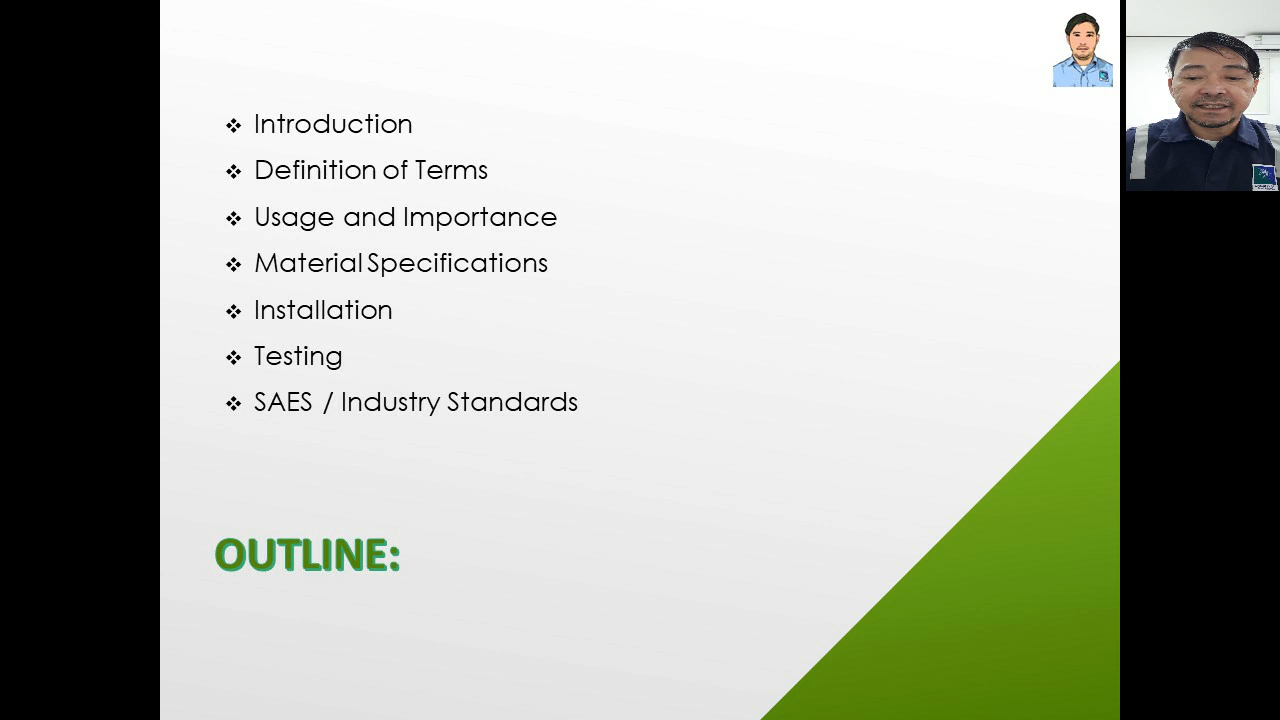 Introduction
Definition of Terms
Usage and Importance
Material Specifications
Installation
Testing
SAES / Industry Standards
OUTLINE: